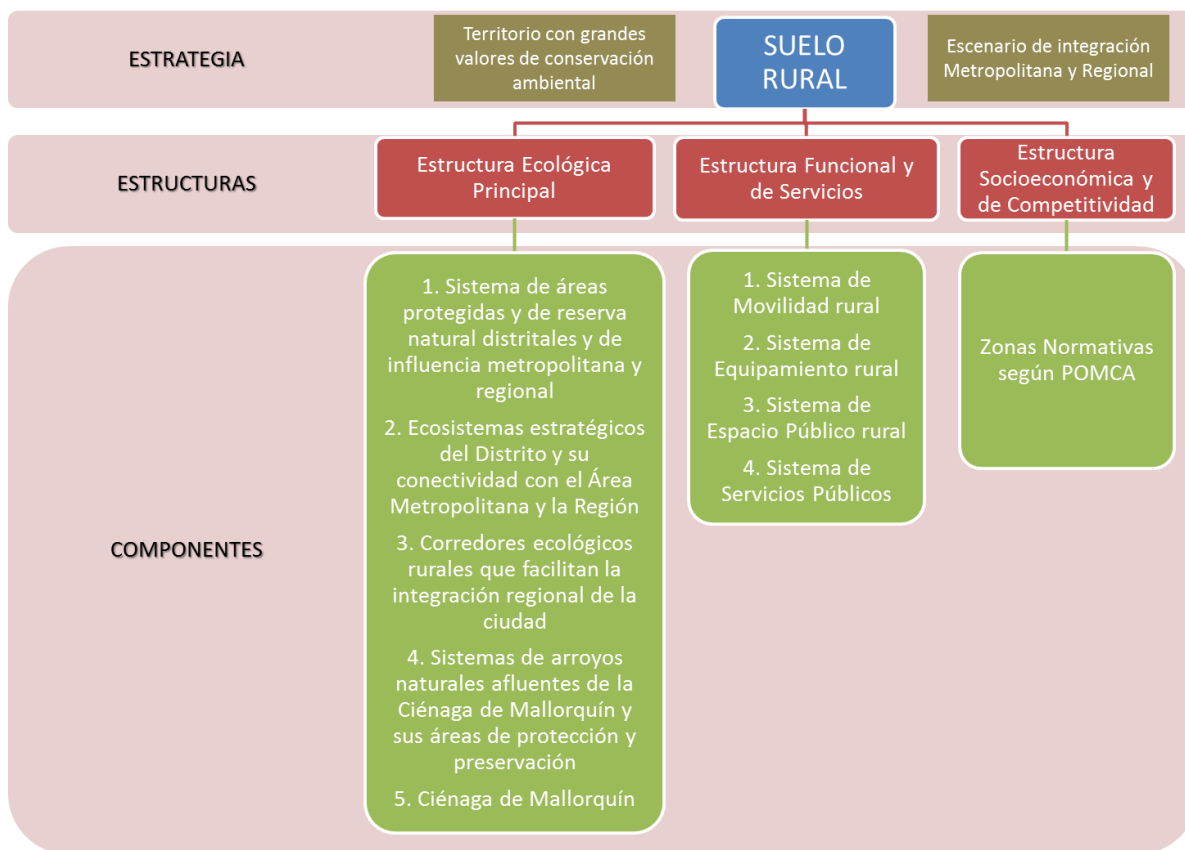 ESTRATEGIA
Territorio con grandes
valores de conservación
ambiental
SUELO
RURAL
Escenario de integración
Metropolitana y Regional
ESTRUCTURAS
Estructura Ecológica
Principal
Estructura Funcional y
de Servicios
Estructura
Socioeconómica y
de Competitividad
COMPONENTES
1. Sistema de áreas
protegidas y de reserva
natural distritales y de
influencia metropolitana y
regional
2. Ecosistemas estratégicos
del Distrito y su
conectividad con el Área
Metropolitana y la Región
3. Corredores ecológicos
rurales que facilitan la
integración regional de la
ciudad
4. Sistemas de arroyos
naturales afluentes de la
Ciénaga de Mallorquín y
sus áreas de protección y
preservación
5. Ciénaga de Mallorquín
1. Sistema de
Movilidad rural
2. Sistema de
Equipamiento rural
3. Sistema de
Espacio Público rural
4. Sistema de
Servicios Públicos
Zonas Normativas
según POMCA